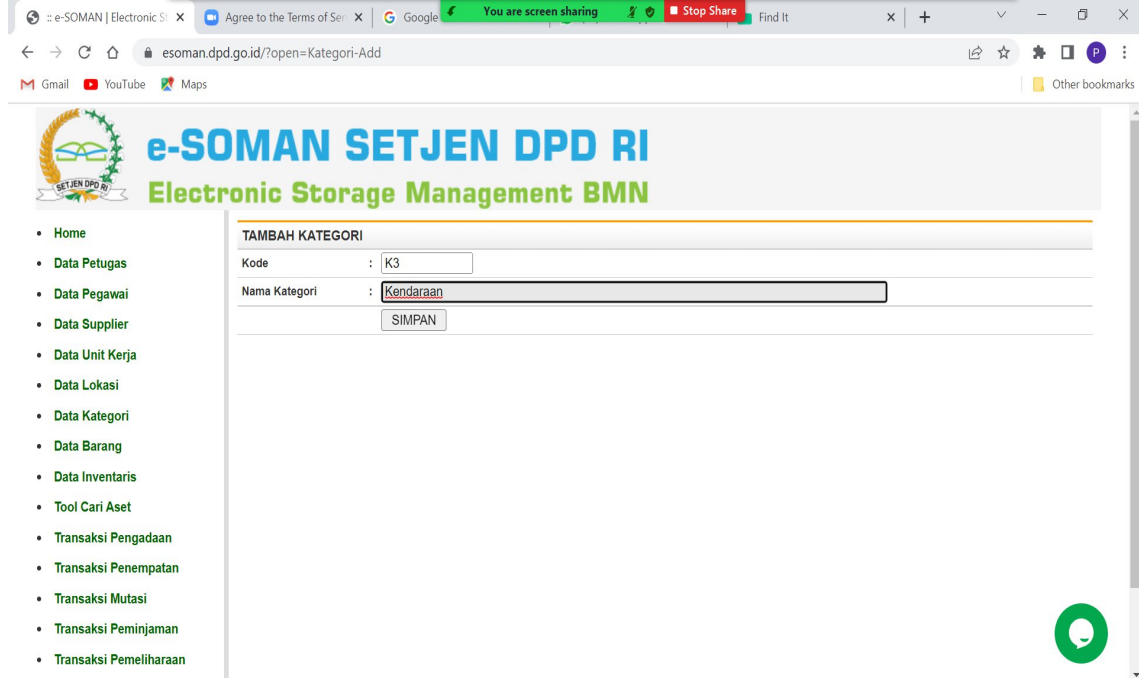 :: e-SOMAN | Electronic St
Agree to the Terms of Ser
Google
You are screen sharing
Stop Share
Find It
esoman.dpd.go.id/?open=Kategori-Add
P
Gmail
YouTube
Maps
Other bookmarks
SETJEN DPD RI
e-SOMAN SETJEN DPD RI
Electronic Storage Management BMN
Home
Data Petugas
Data Pegawai
Data Supplier
Data Unit Kerja
Data Lokasi
Data Kategori
Data Barang
Data Inventaris
Tool Cari Aset
Transaksi Pengadaan
Transaksi Penempatan
Transaksi Mutasi
Transaksi Peminjaman
Transaksi Pemeliharaan
TAMBAH KATEGORI
Kode : K3
Nama Kategori : Kendaraan
SIMPAN